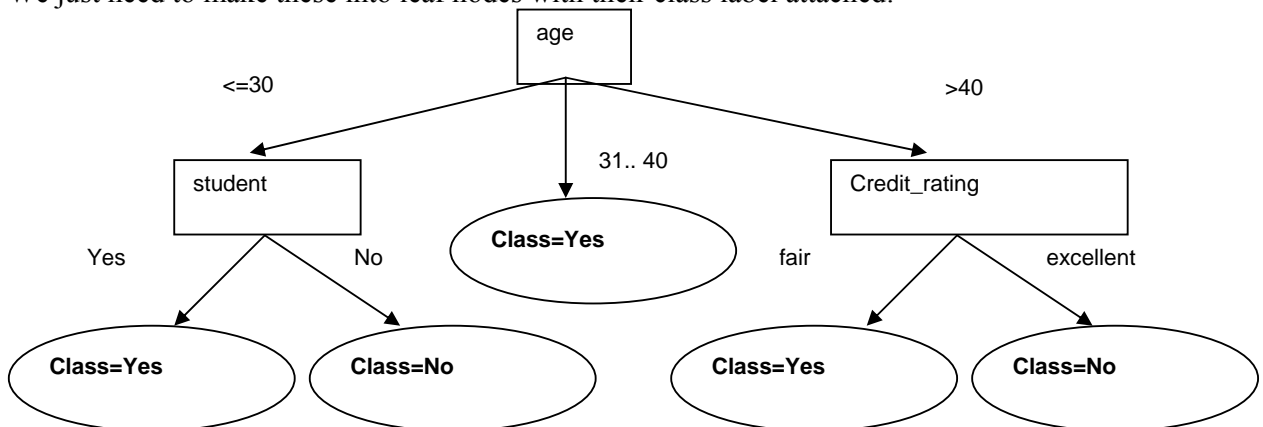 We just need to make these into leaf nodes with their class label attached.
age
<=30
>40
31.. 40
student
Credit_rating
Class=Yes
Yes
No
fair
excellent
Class=Yes
Class=No
Class=Yes
Class=No